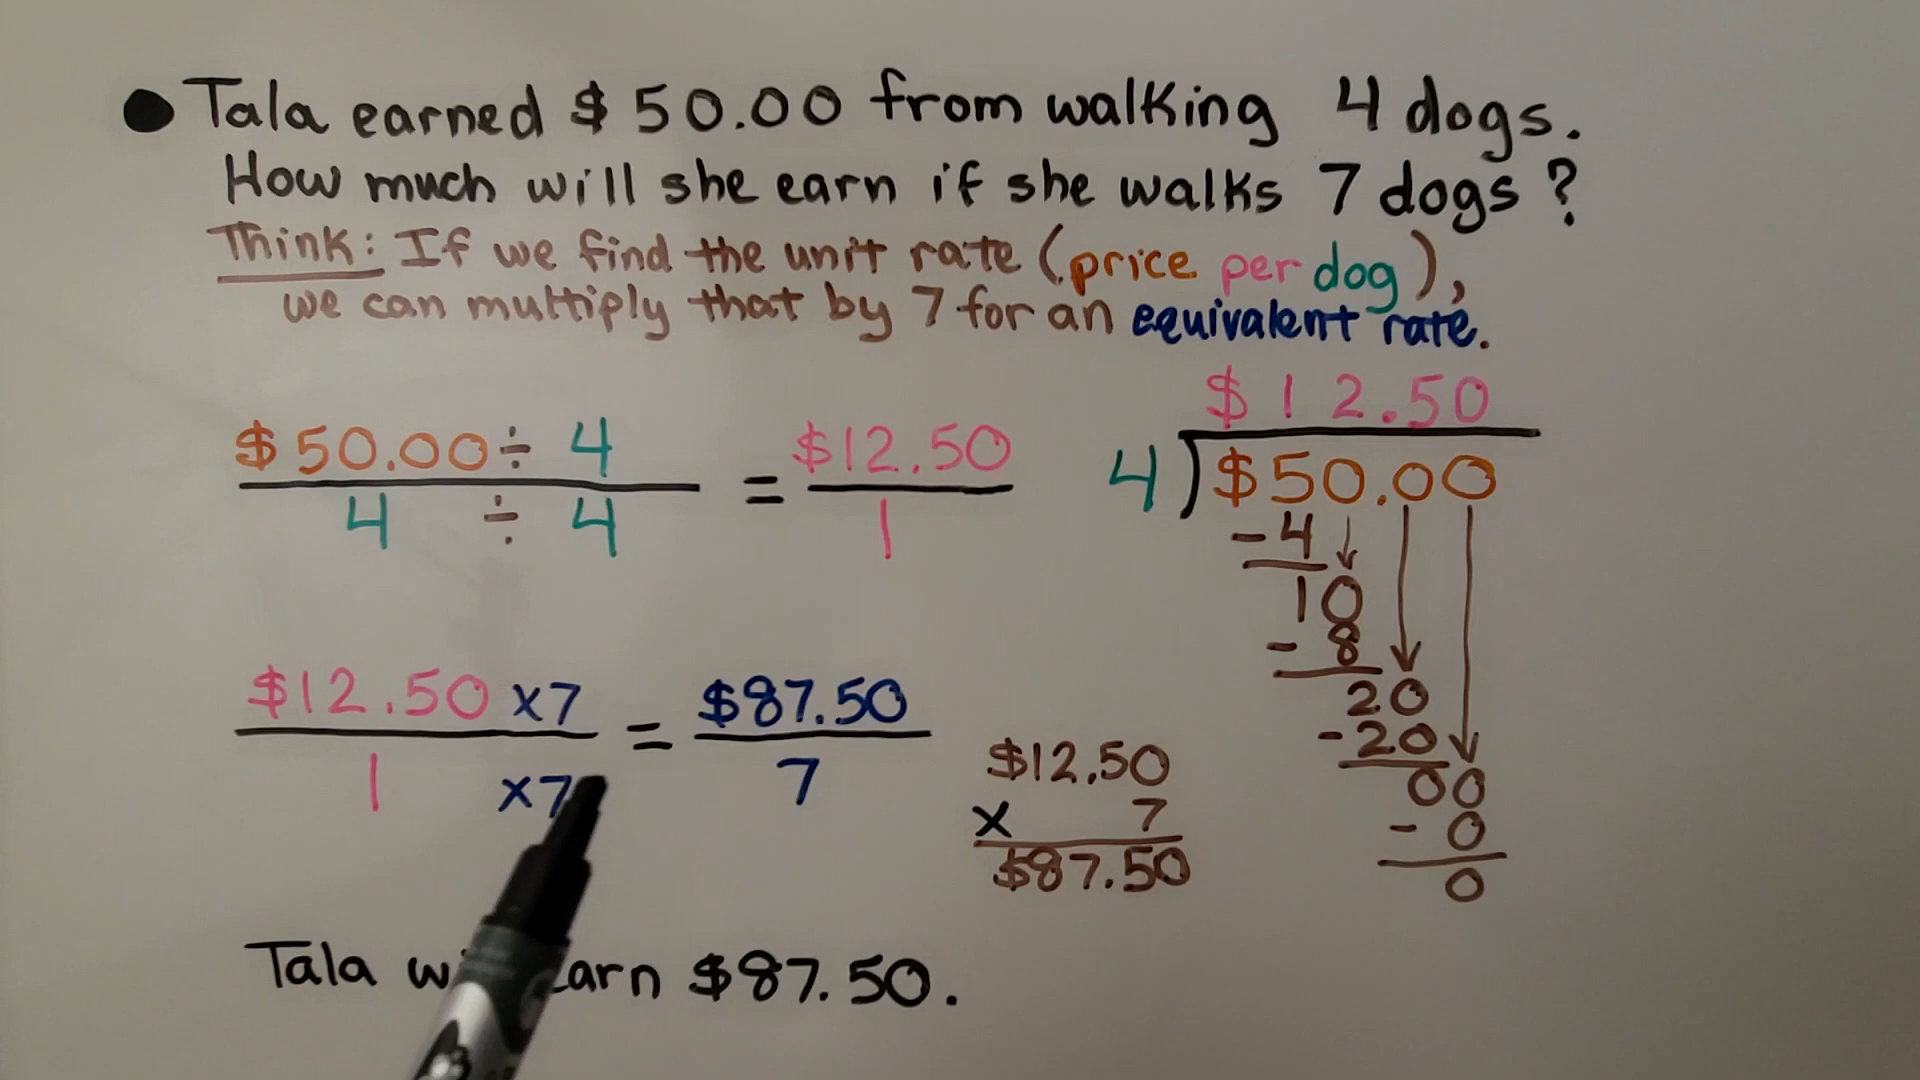 ● Tala earned $50.00 from walking 4 dogs.
How much will she earn if she walks 7 dogs?
Think: If we find the unit rate (price per dog),
we can multiply that by 7 for an equivalent rate.
$50.00 ÷ 4
4 ÷ 4
=
$12.50
1
$12.50
4)$50.00
-4
10
- 8
20
-20
00
- 0
0
$12.50 x7
1 x7
=
$87.50
7
$12.50
x 7
$87.50
Tala earn $87.50.